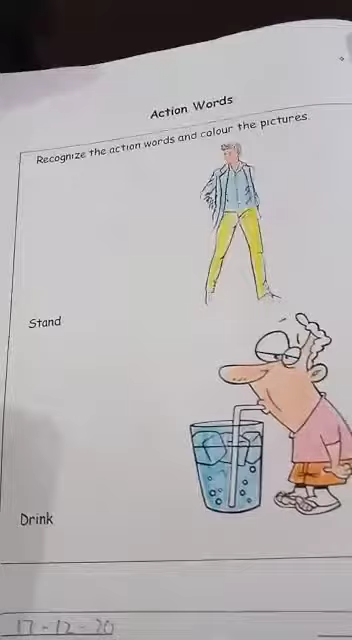 Action Words
Recognize the action words and colour the pictures.
Stand
Drink
17-12-20